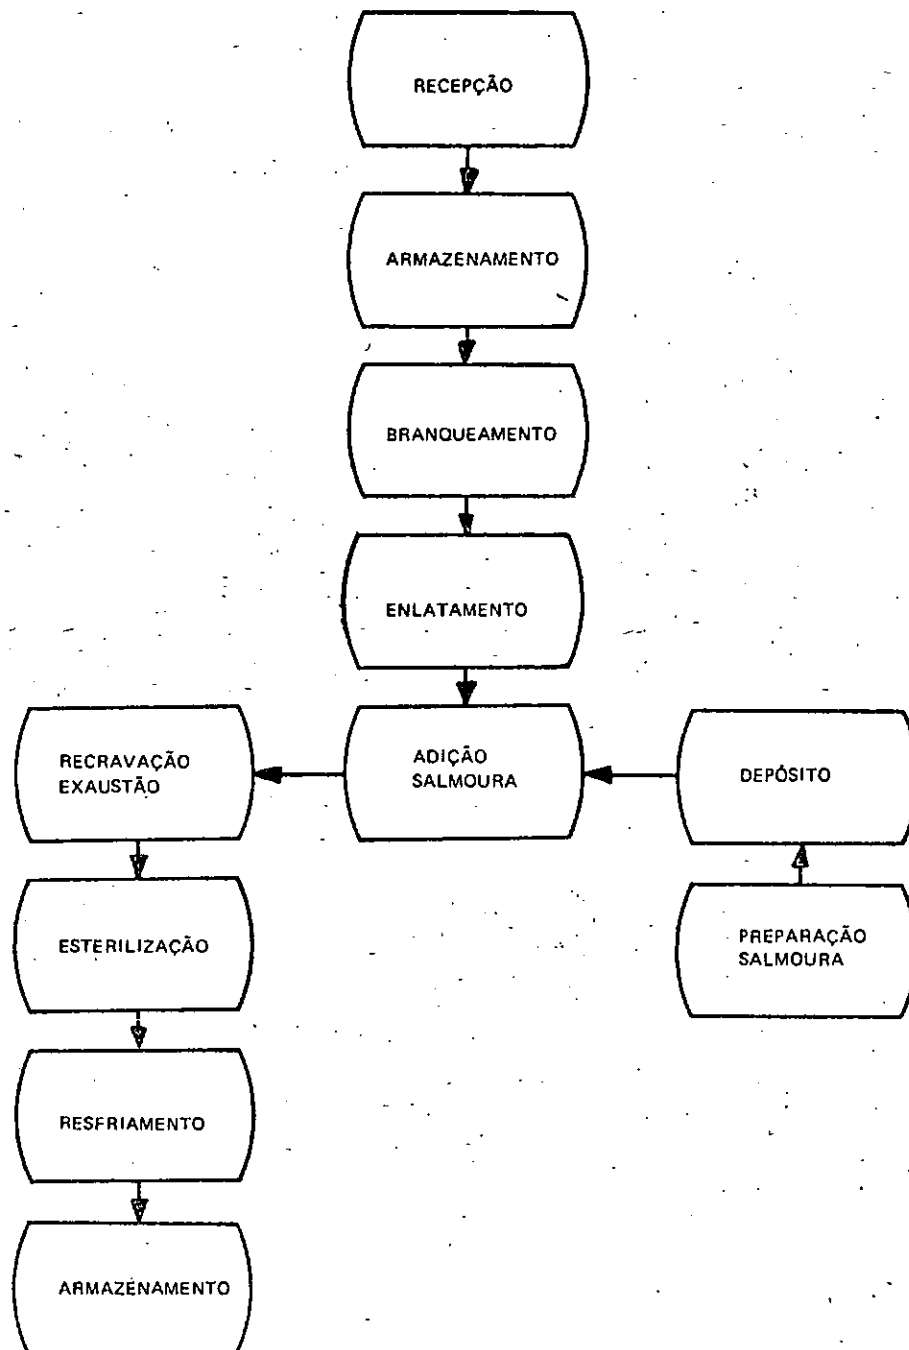 RECEPÇÃO
ARMAZENAMENTO
BRANQUEAMENTO
ENLATAMENTO
ADIÇÃO
SALMOURA
RECRAVAÇÃO
EXAUSTÃO
DEPÓSITO
PREPARAÇÃO
SALMOURA
ESTERILIZAÇÃO
RESFRIAMENTO
ARMAZENAMENTO